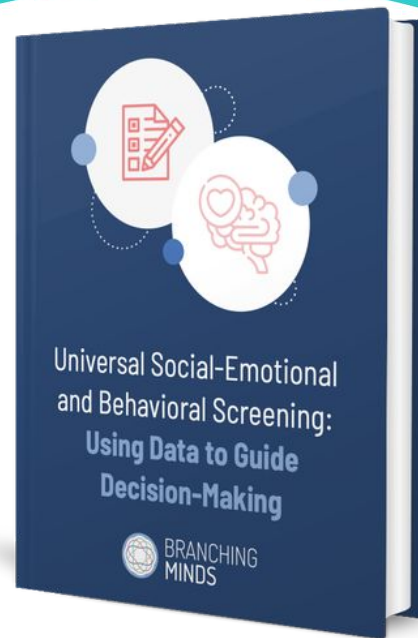 Universal Social-Emotional
and Behavioral Screening:
Using Data to Guide
Decision-Making
BRANCHING
MINDS